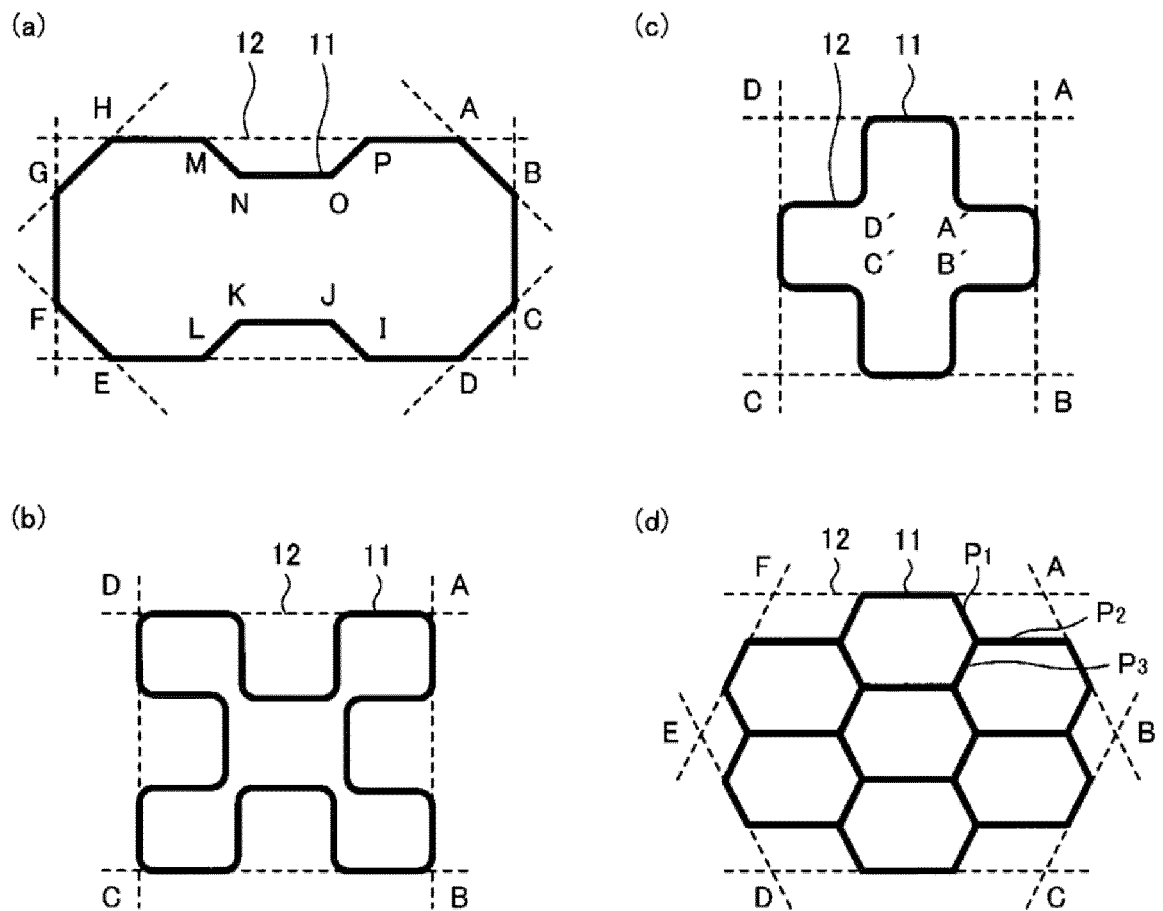 (a)
12 11
H A
G M P B
N O
K J
F L I C
E D
(c)
12 11
D A
D´ A´
C´ B´
C B
(b)
D 12 11 A
C B
(d)
12 11
F P1 A
P2
P3
E B
D C